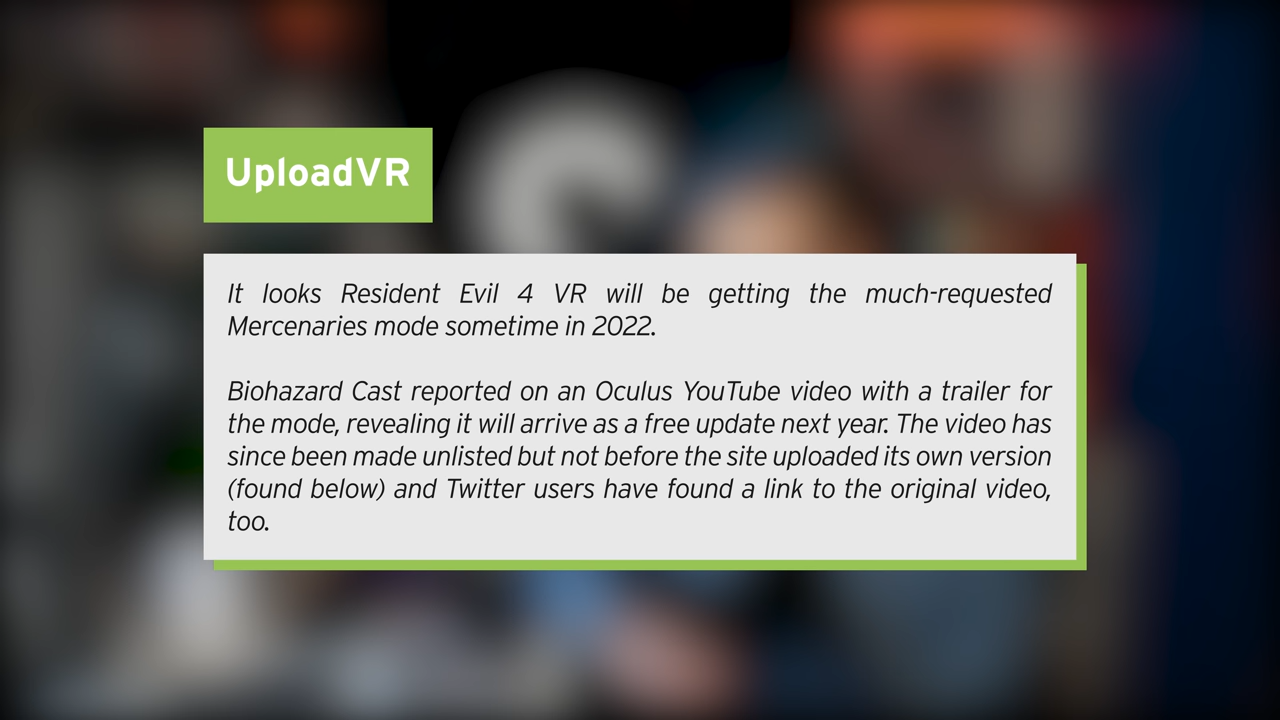 UploadVR
It looks Resident Evil 4 VR will be getting the much-requested
Mercenaries mode sometime in 2022.
Biohazard Cast reported on an Oculus YouTube video with a trailer for
the mode, revealing it will arrive as a free update next year. The video has
since been made unlisted but not before the site uploaded its own version
(found below) and Twitter users have found a link to the original video,
too.